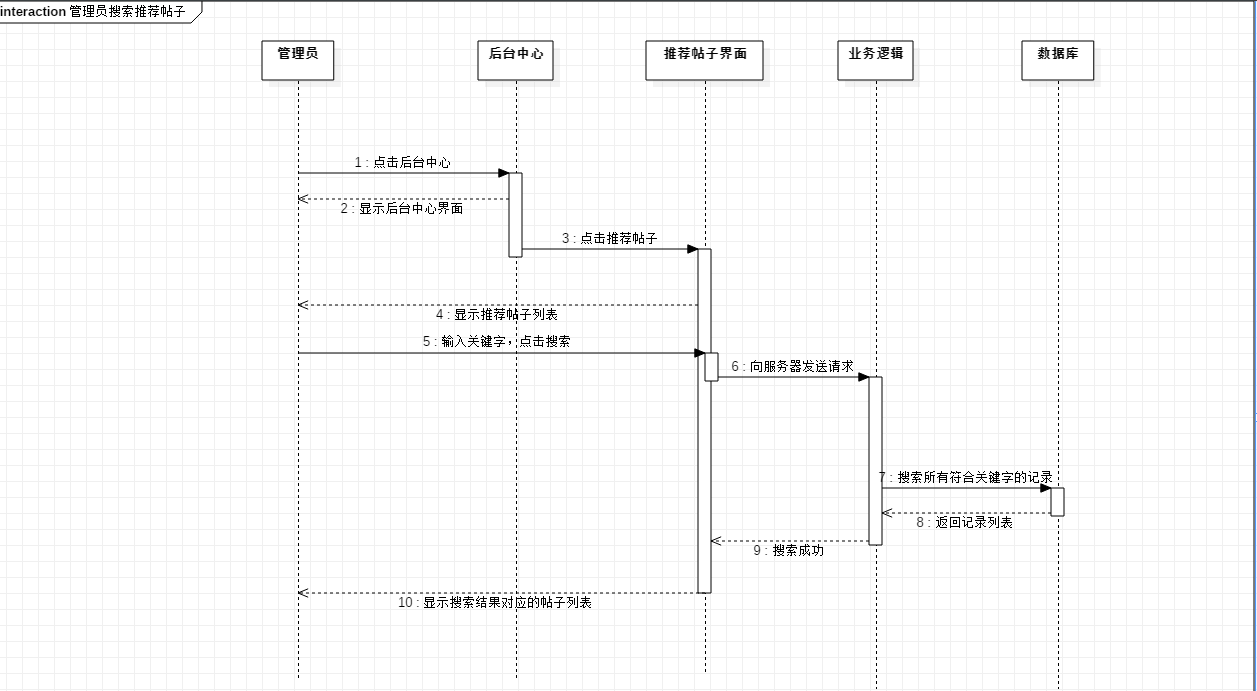 interaction 管理员搜索推荐帖子
管理员
后台中心
推荐帖子界面
业务逻辑
数据库
1 : 点击后台中心
2 : 显示后台中心界面
3 : 点击推荐帖子
4 : 显示推荐帖子列表
5 : 输入关键字，点击搜索
6 : 向服务器发送请求
7 : 搜索所有符合关键字的记录
8 : 返回记录列表
9 : 搜索成功
10 : 显示搜索结果对应的帖子列表